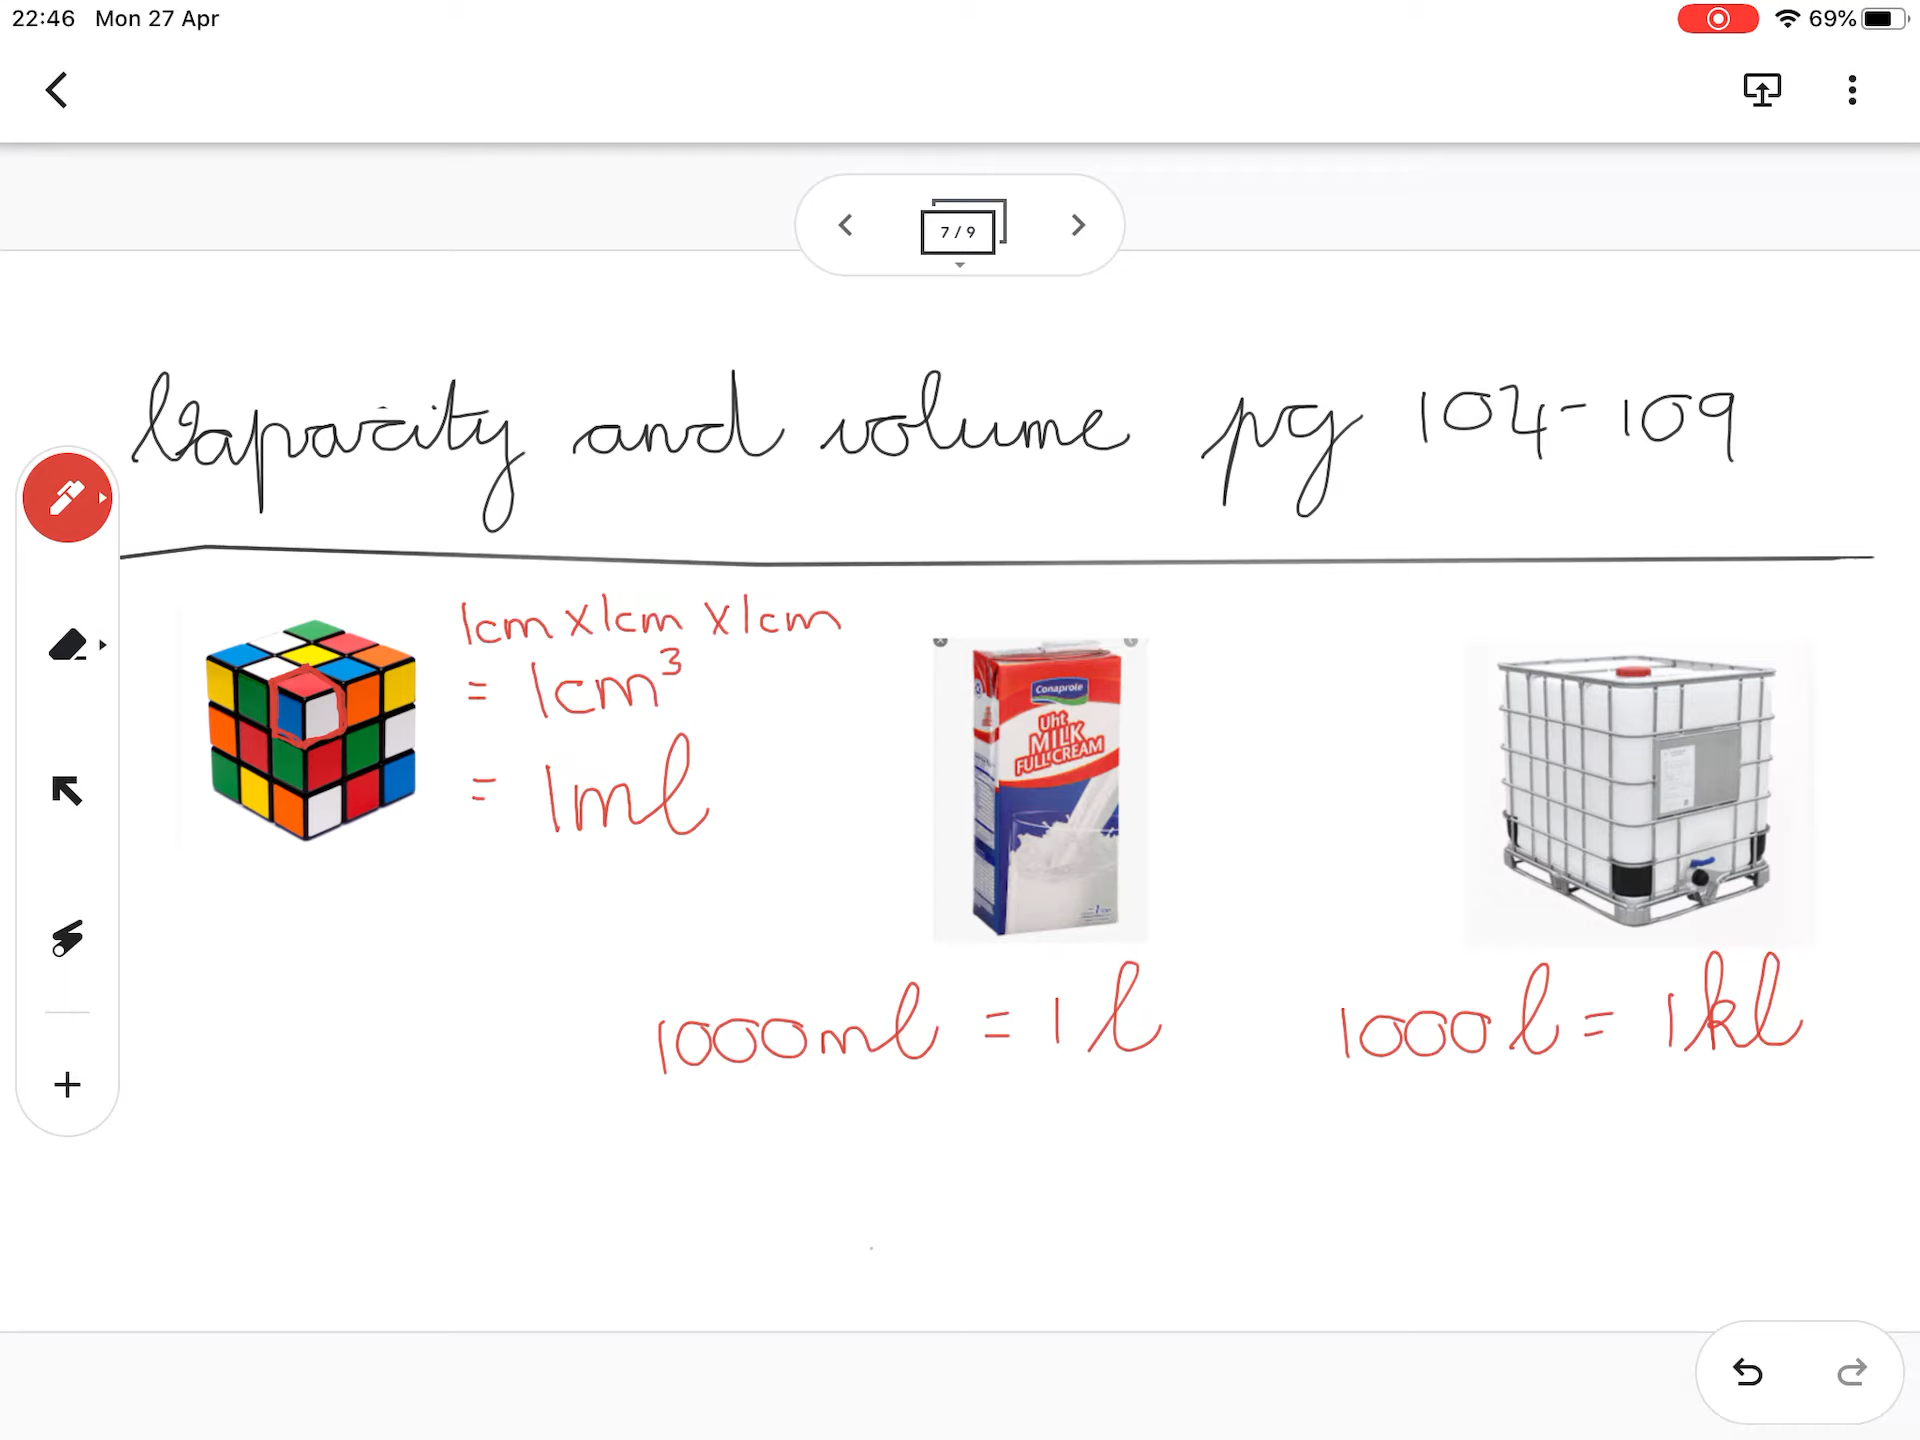 22:46 Mon 27 Apr
69%
7 / 9
Capacity and volume pg 104-109
1cm x 1cm x 1cm
= 1cm³
= 1ml
Conaprole
Uht
MILK
FULL CREAM
1000ml = 1l
1000l = 1kl